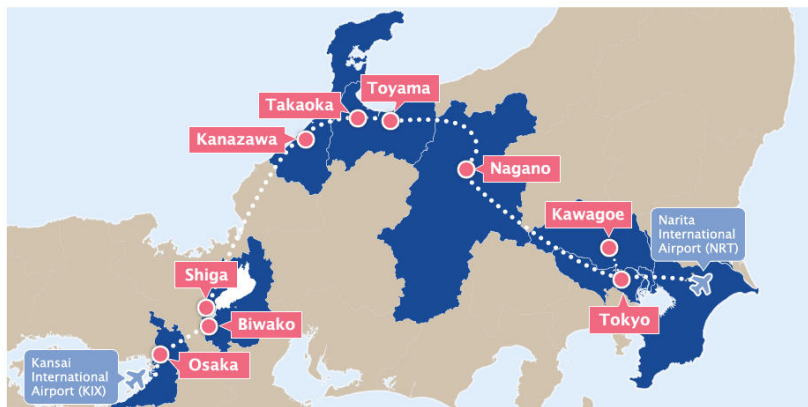 Toyama
Takaoka
Kanazawa
Nagano
Kawagoe
Narita
International
Airport (NRT)
Shiga
Biwako
Tokyo
Osaka
Kansai
International
Airport (KIX)